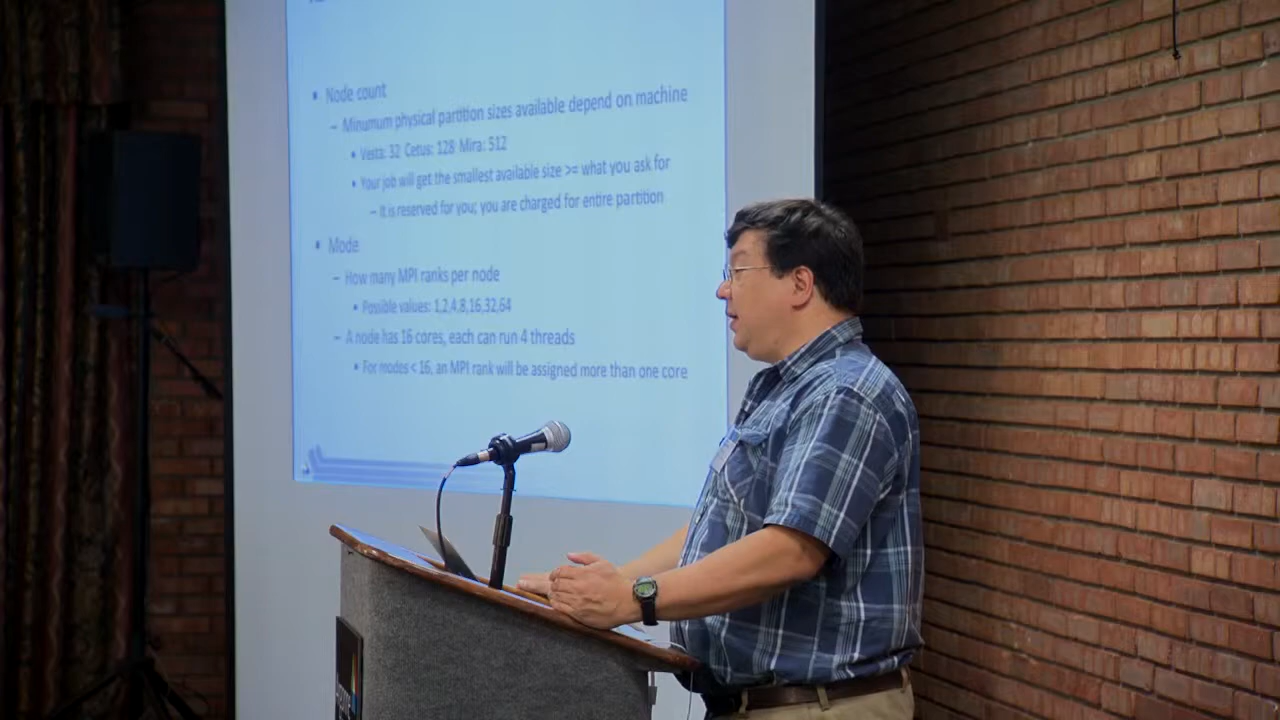 • Node count
– Minumum physical partition sizes available depend on machine
• Vesta: 32 Cetus: 128 Mira: 512
• Your job will get the smallest available size >= what you ask for
– It is reserved for you; you are charged for entire partition
• Mode
– How many MPI ranks per node
• Possible values: 1,2,4,8,16,32,64
– A node has 16 cores, each can run 4 threads
• For modes < 16, an MPI rank will be assigned more than one core